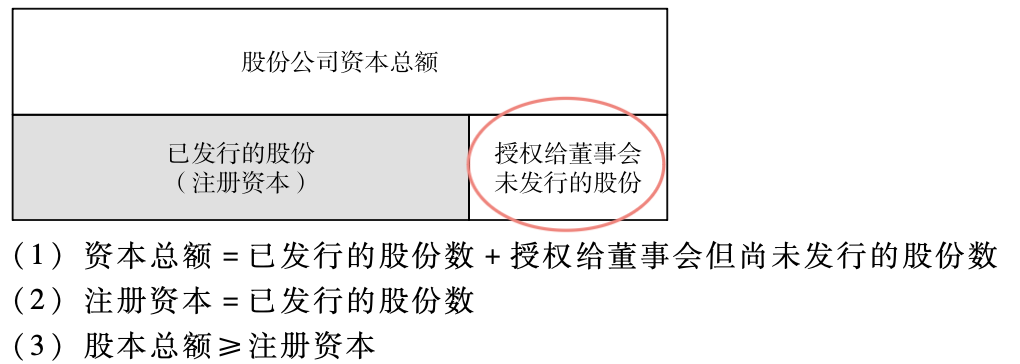 股份公司资本总额
已发行的股份
（注册资本）
授权给董事会
未发行的股份
（1）资本总额=已发行的股份数+授权给董事会但尚未发行的股份数
（2）注册资本=已发行的股份数
（3）股本总额≥注册资本